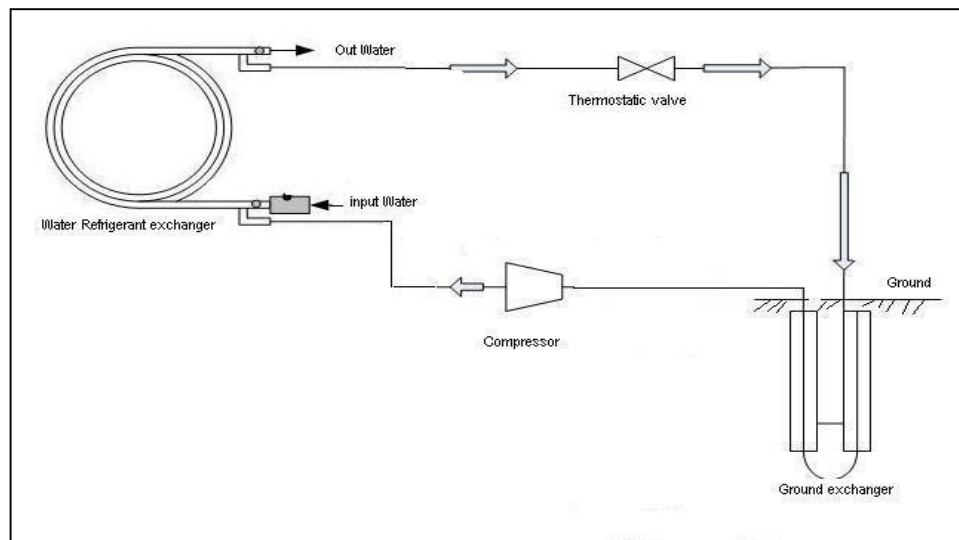 Out Water
Thermostatic valve
input Water
Water Refrigerant exchanger
Ground
Compressor
Ground exchanger